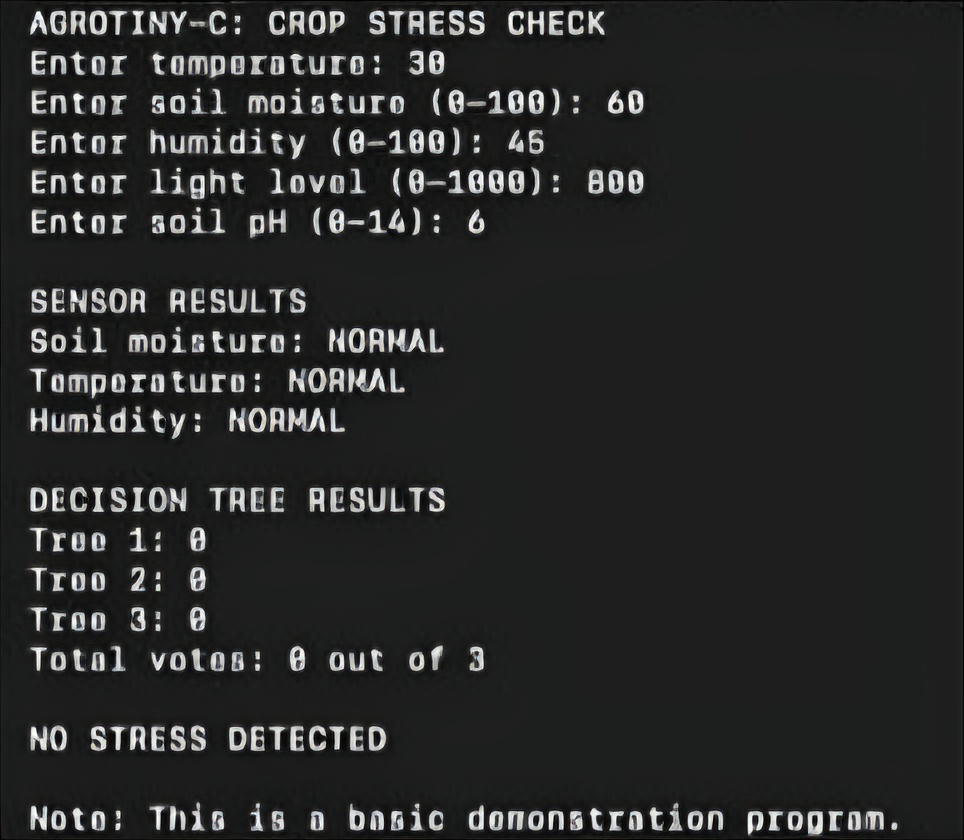 AGROTINY-C: CROP STRESS CHECK
Enter temperature: 30
Enter soil moisture (0-100): 60
Enter humidity (0-100): 45
Enter light level (0-1000): 800
Enter soil pH (0-14): 6
SENSOR RESULTS
Soil moisture: NORMAL
Temperature: NORMAL
Humidity: NORMAL
DECISION TREE RESULTS
Tree 1: 0
Tree 2: 0
Tree 3: 0
Total votes: 0 out of 3
NO STRESS DETECTED
Note: This is a basic demonstration program.